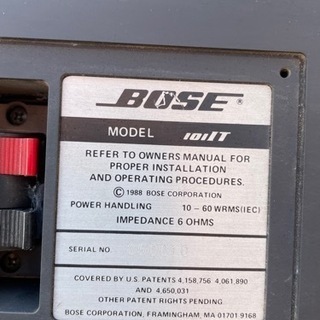 BOSE®
MODEL 101IT
REFER TO OWNERS MANUAL FOR
PROPER INSTALLATION
AND OPERATING PROCEDURES.
© 1988 BOSE CORPORATION
POWER HANDLING 10 - 60 WRMS(IEC)
IMPEDANCE 6 OHMS
SERIAL NO.
COVERED BY U.S. PATENTS 4,158,756 4,061,890
AND 4,650,031
OTHER PATENT RIGHTS PENDING.
BOSE CORPORATION, FRAMINGHAM, MA 01701 9168